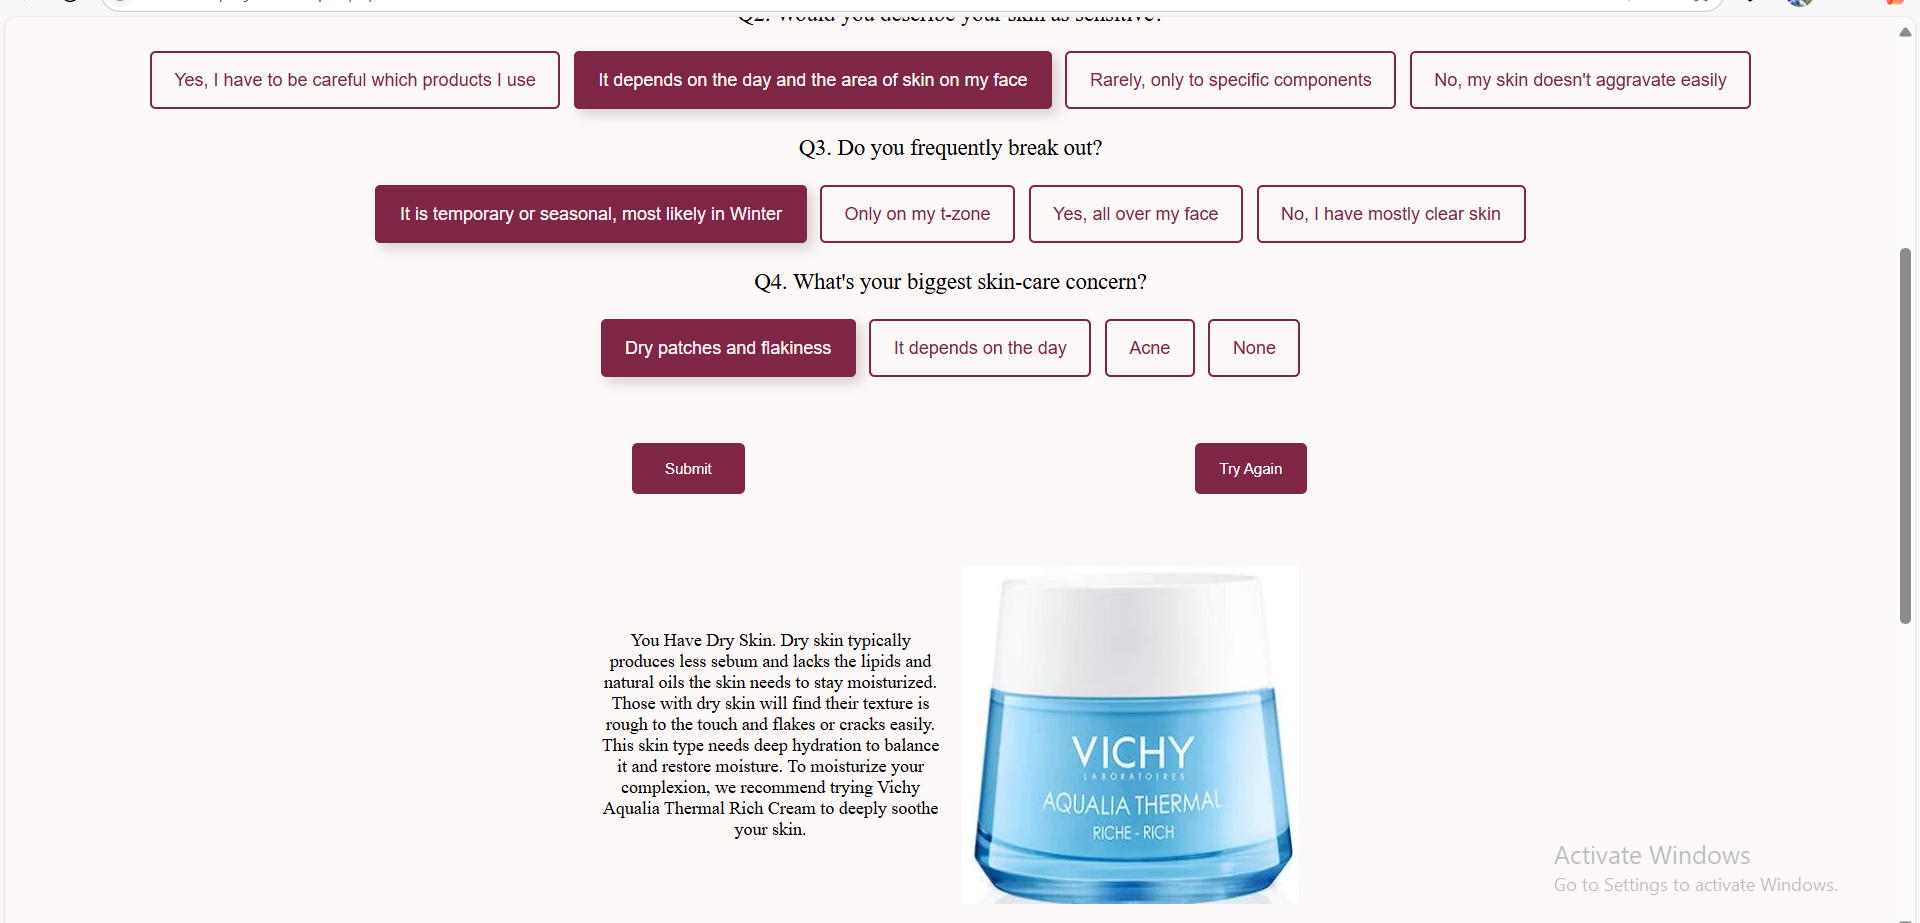 Q2. Would you describe your skin as sensitive?
Yes, I have to be careful which products I use
It depends on the day and the area of skin on my face
Rarely, only to specific components
No, my skin doesn't aggravate easily
Q3. Do you frequently break out?
It is temporary or seasonal, most likely in Winter
Only on my t-zone
Yes, all over my face
No, I have mostly clear skin
Q4. What's your biggest skin-care concern?
Dry patches and flakiness
It depends on the day
Acne
None
Submit
Try Again
You Have Dry Skin. Dry skin typically
produces less sebum and lacks the lipids and
natural oils the skin needs to stay moisturized.
Those with dry skin will find their texture is
rough to the touch and flakes or cracks easily.
This skin type needs deep hydration to balance
it and restore moisture. To moisturize your
complexion, we recommend trying Vichy
Aqualia Thermal Rich Cream to deeply soothe
your skin.
VICHY
LABORATOIRES
AQUALIA THERMAL
RICHE - RICH
Activate Windows
Go to Settings to activate Windows.